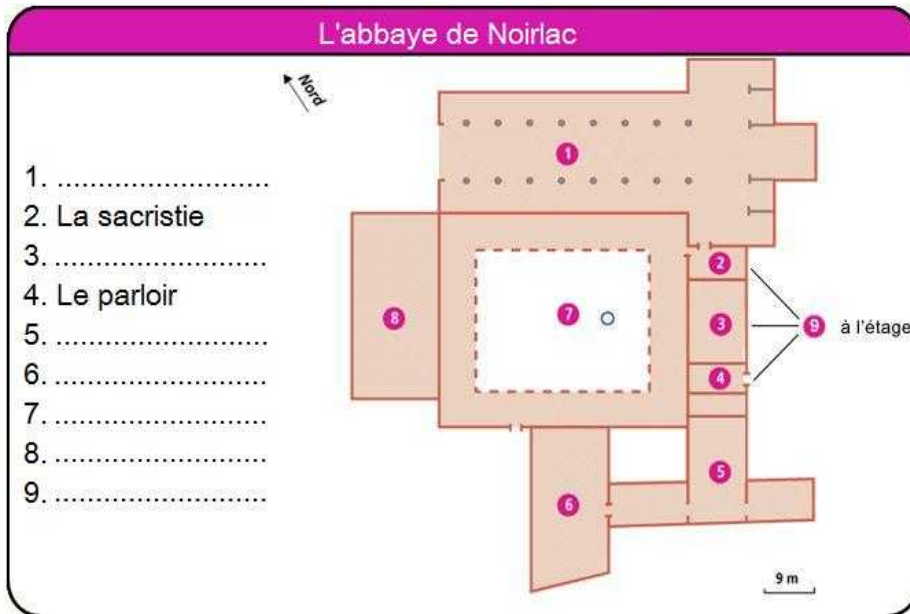 L'abbaye de Noirlac
Nord
1. ...........................
2. La sacristie
3. ...........................
4. Le parloir
5. ...........................
6. ...........................
7. ...........................
8. ...........................
9. ...........................
1
2
3
4
5
6
7
8
9 à l'étage
9 m